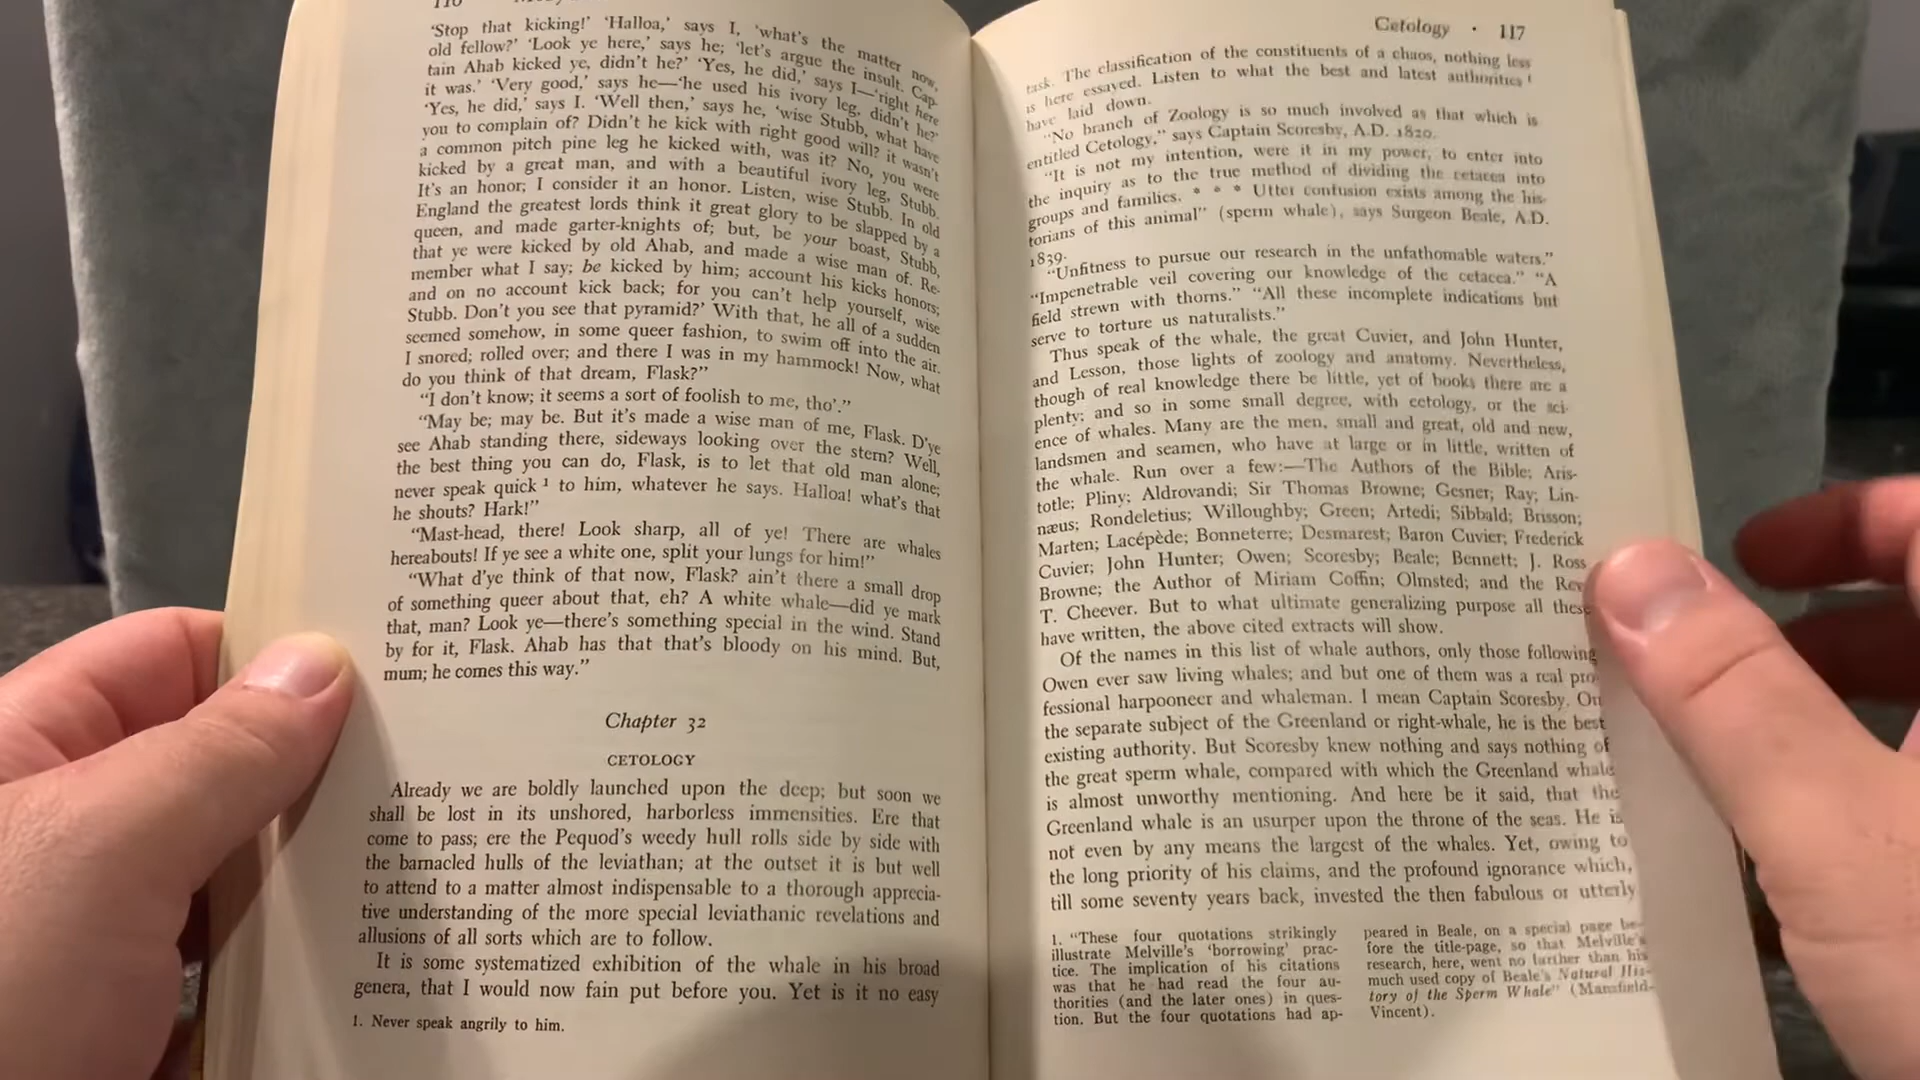 116
'Stop that kicking!' 'Halloa,' says I, 'what's the matter now,
old fellow?' 'Look ye here,' says he; 'let's argue the insult. Cap-
tain Ahab kicked ye, didn't he?' 'Yes, he did,' says I—'right here
it was.' 'Very good,' says he—'he used his ivory leg, didn't he?'
'Yes, he did,' says I. 'Well then,' says he, 'wise Stubb, what have
you to complain of? Didn't he kick with right good will? it wasn't
a common pitch pine leg he kicked with, was it? No, you were
kicked by a great man, and with a beautiful ivory leg, Stubb.
It's an honor; I consider it an honor. Listen, wise Stubb. In old
England the greatest lords think it great glory to be slapped by a
queen, and made garter-knights of; but, be your boast, Stubb,
that ye were kicked by old Ahab, and made a wise man of. Re-
member what I say; be kicked by him; account his kicks honors;
and on no account kick back; for you can't help yourself, wise
Stubb. Don't you see that pyramid?' With that, he all of a sudden
seemed somehow, in some queer fashion, to swim off into the air.
I snored; rolled over; and there I was in my hammock! Now, what
do you think of that dream, Flask?"
"I don't know; it seems a sort of foolish to me, tho'."
"May be; may be. But it's made a wise man of me, Flask. D'ye
see Ahab standing there, sideways looking over the stern? Well,
the best thing you can do, Flask, is to let that old man alone;
never speak quick 1 to him, whatever he says. Halloa! what's that
he shouts? Hark!"
"Mast-head, there! Look sharp, all of ye! There are whales
hereabouts! If ye see a white one, split your lungs for him!"
"What d'ye think of that now, Flask? ain't there a small drop
of something queer about that, eh? A white whale—did ye mark
that, man? Look ye—there's something special in the wind. Stand
by for it, Flask. Ahab has that that's bloody on his mind. But,
mum; he comes this way."
Chapter 32
CETOLOGY
Already we are boldly launched upon the deep; but soon we
shall be lost in its unshored, harborless immensities. Ere that
come to pass; ere the Pequod's weedy hull rolls side by side with
the barnacled hulls of the leviathan; at the outset it is but well
to attend to a matter almost indispensable to a thorough apprecia-
tive understanding of the more special leviathanic revelations and
allusions of all sorts which are to follow.
It is some systematized exhibition of the whale in his broad
genera, that I would now fain put before you. Yet is it no easy
1. Never speak angrily to him.
Cetology · 117
task. The classification of the constituents of a chaos, nothing less
is here essayed. Listen to what the best and latest authorities 1
have laid down.
"No branch of Zoology is so much involved as that which is
entitled Cetology," says Captain Scoresby, A.D. 1820.
"It is not my intention, were it in my power, to enter into
the inquiry as to the true method of dividing the cetacea into
groups and families. * * * Utter confusion exists among the his-
torians of this animal" (sperm whale), says Surgeon Beale, A.D.
1839.
"Unfitness to pursue our research in the unfathomable waters."
"Impenetrable veil covering our knowledge of the cetacea." "A
field strewn with thorns." "All these incomplete indications but
serve to torture us naturalists."
Thus speak of the whale, the great Cuvier, and John Hunter,
and Lesson, those lights of zoology and anatomy. Nevertheless,
though of real knowledge there be little, yet of books there are a
plenty; and so in some small degree, with cetology, or the sci-
ence of whales. Many are the men, small and great, old and new,
landsmen and seamen, who have at large or in little, written of
the whale. Run over a few:—The Authors of the Bible; Aris-
totle; Pliny; Aldrovandi; Sir Thomas Browne; Gesner; Ray; Lin-
næus; Rondeletius; Willoughby; Green; Artedi; Sibbald; Brisson;
Marten; Lacépède; Bonneterre; Desmarest; Baron Cuvier; Frederick
Cuvier; John Hunter; Owen; Scoresby; Beale; Bennett; J. Ross
Browne; the Author of Miriam Coffin; Olmsted; and the Rev.
T. Cheever. But to what ultimate generalizing purpose all these
have written, the above cited extracts will show.
Of the names in this list of whale authors, only those following
Owen ever saw living whales; and but one of them was a real pro-
fessional harpooneer and whaleman. I mean Captain Scoresby. On
the separate subject of the Greenland or right-whale, he is the best
existing authority. But Scoresby knew nothing and says nothing of
the great sperm whale, compared with which the Greenland whale
is almost unworthy mentioning. And here be it said, that the
Greenland whale is an usurper upon the throne of the seas. He is
not even by any means the largest of the whales. Yet, owing to
the long priority of his claims, and the profound ignorance which,
till some seventy years back, invested the then fabulous or utterly
1. "These four quotations strikingly
illustrate Melville's 'borrowing' prac-
tice. The implication of his citations
was that he had read the four au-
thorities (and the later ones) in ques-
tion. But the four quotations had ap-
peared in Beale, on a special page be-
fore the title-page, so that Melville's
research, here, went no further than his
much used copy of Beale's Natural His-
tory of the Sperm Whale" (Mansfield-
Vincent).